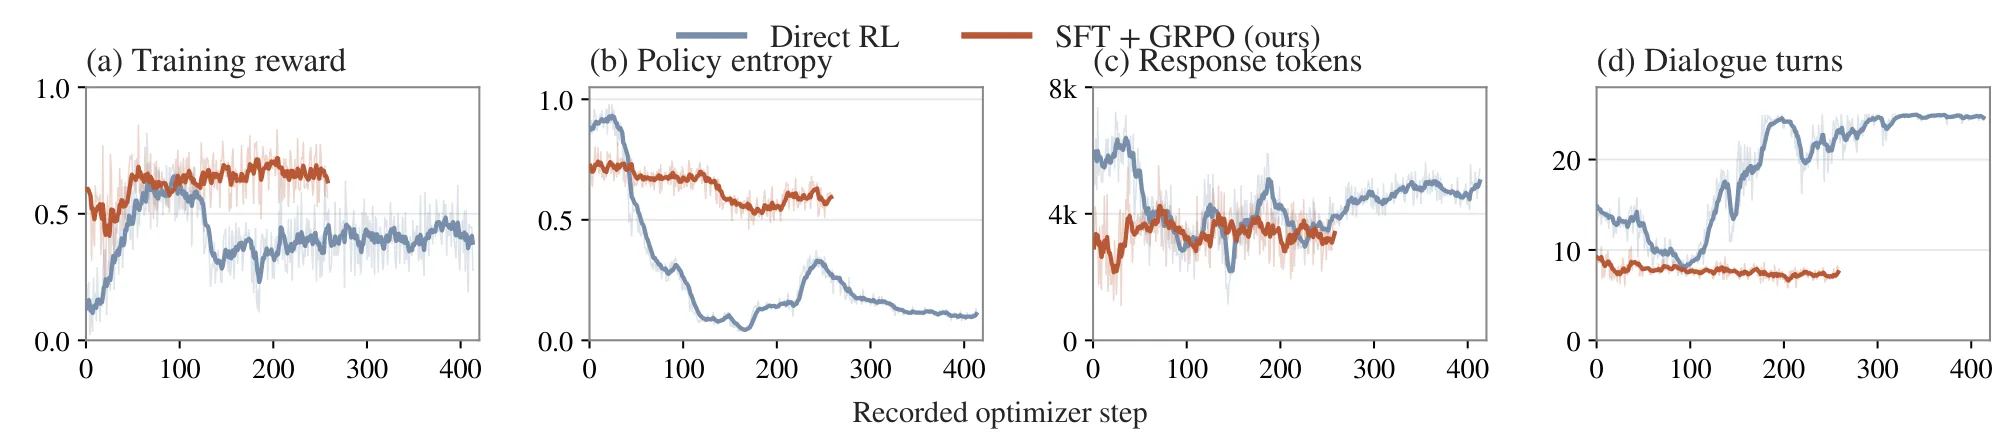 Direct RL SFT + GRPO (ours)
(a) Training reward (b) Policy entropy (c) Response tokens (d) Dialogue turns
1.0
0.5
0.0
0 100 200 300 400
1.0
0.5
0.0
0 100 200 300 400
8k
4k
0
0 100 200 300 400
20
10
0
0 100 200 300 400
Recorded optimizer step